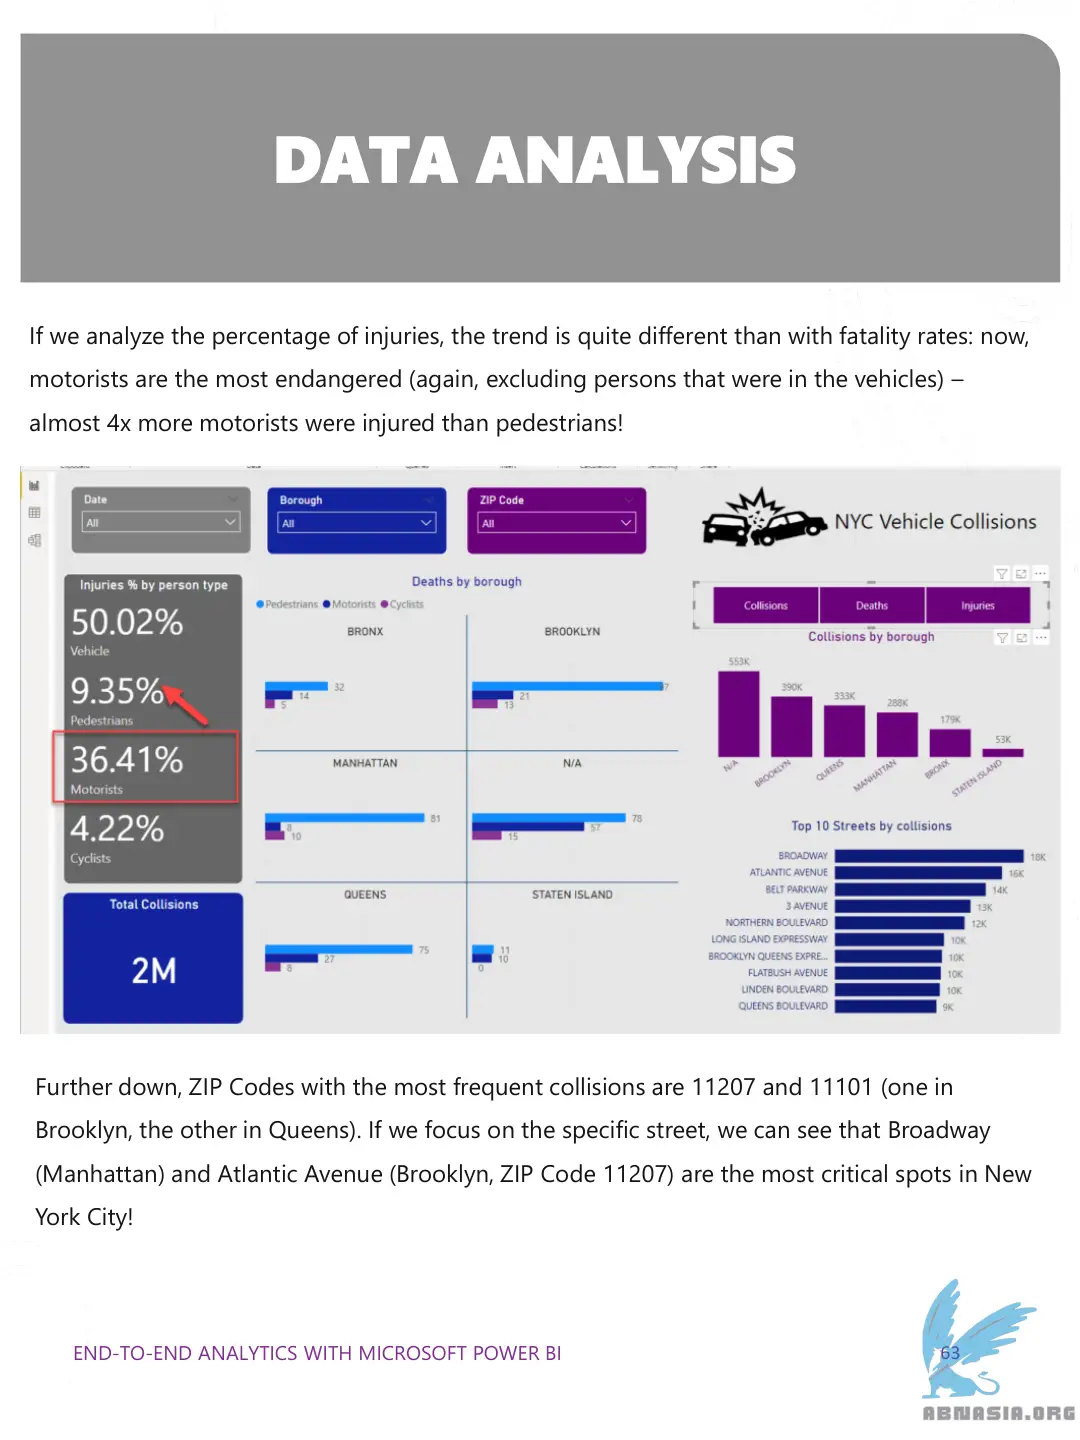 DATA ANALYSIS
If we analyze the percentage of injuries, the trend is quite different than with fatality rates: now,
motorists are the most endangered (again, excluding persons that were in the vehicles) –
almost 4x more motorists were injured than pedestrians!
Date
All
Borough
All
ZIP Code
All
NYC Vehicle Collisions
Injuries % by person type
50.02%
Vehicle
9.35%
Pedestrians
36.41%
Motorists
4.22%
Cyclists
Total Collisions
2M
Deaths by borough
Pedestrians Motorists Cyclists
BRONX
32
14
5
BROOKLYN
7
21
13
MANHATTAN
81
8
10
N/A
78
57
15
QUEENS
75
27
8
STATEN ISLAND
11
10
0
Collisions Deaths Injuries
Collisions by borough
553K
390K
333K
288K
179K
53K
N/A
BROOKLYN
QUEENS
MANHATTAN
BRONX
STATEN ISLAND
Top 10 Streets by collisions
BROADWAY 18K
ATLANTIC AVENUE 16K
BELT PARKWAY 14K
3 AVENUE 13K
NORTHERN BOULEVARD 12K
LONG ISLAND EXPRESSWAY 10K
BROOKLYN QUEENS EXPRE... 10K
FLATBUSH AVENUE 10K
LINDEN BOULEVARD 10K
QUEENS BOULEVARD 9K
Further down, ZIP Codes with the most frequent collisions are 11207 and 11101 (one in
Brooklyn, the other in Queens). If we focus on the specific street, we can see that Broadway
(Manhattan) and Atlantic Avenue (Brooklyn, ZIP Code 11207) are the most critical spots in New
York City!
END-TO-END ANALYTICS WITH MICROSOFT POWER BI
63
ABNASIA.ORG